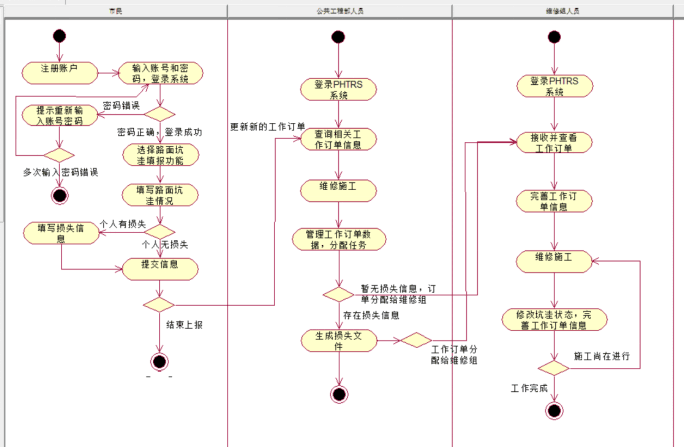 市民
公共工程部人员
维修组人员
注册账户
输入账号和密
码，登录系统
提示重新输
入账号密码
密码错误
密码正确，登录成功
多次输入密码错误
选择路面坑
洼填报功能
填写路面坑
洼情况
个人有损失
填写损失信
息
个人无损失
提交信息
结束上报
更新新的工作订单
登录PHTRS
系统
查询相关工
作订单信息
维修施工
管理工作订单数
据，分配任务
暂无损失信息，订
单分配给维修组
存在损失信息
生成损失文
件
工作订单分
配给维修组
登录PHTRS
系统
接收并查看
工作订单
完善工作订
单信息
维修施工
修改坑洼状态，完
善工作订单信息
施工尚在进行
工作完成